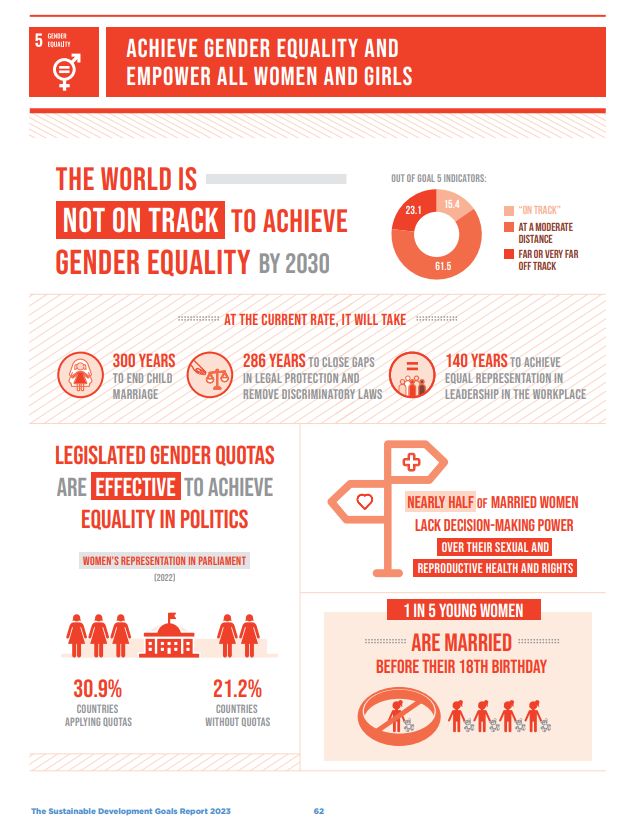 5 GENDER
EQUALITY
ACHIEVE GENDER EQUALITY AND
EMPOWER ALL WOMEN AND GIRLS
THE WORLD IS
NOT ON TRACK TO ACHIEVE
GENDER EQUALITY BY 2030
OUT OF GOAL 5 INDICATORS:
15.4
23.1
61.5
"ON TRACK"
AT A MODERATE
DISTANCE
FAR OR VERY FAR
OFF TRACK
AT THE CURRENT RATE, IT WILL TAKE
300 YEARS
TO END CHILD
MARRIAGE
286 YEARS TO CLOSE GAPS
IN LEGAL PROTECTION AND
REMOVE DISCRIMINATORY LAWS
140 YEARS TO ACHIEVE
EQUAL REPRESENTATION IN
LEADERSHIP IN THE WORKPLACE
LEGISLATED GENDER QUOTAS
ARE EFFECTIVE TO ACHIEVE
EQUALITY IN POLITICS
WOMEN'S REPRESENTATION IN PARLIAMENT
(2022)
30.9%
COUNTRIES
APPLYING QUOTAS
21.2%
COUNTRIES
WITHOUT QUOTAS
NEARLY HALF OF MARRIED WOMEN
LACK DECISION-MAKING POWER
OVER THEIR SEXUAL AND
REPRODUCTIVE HEALTH AND RIGHTS
1 IN 5 YOUNG WOMEN
ARE MARRIED
BEFORE THEIR 18TH BIRTHDAY
The Sustainable Development Goals Report 2023
62